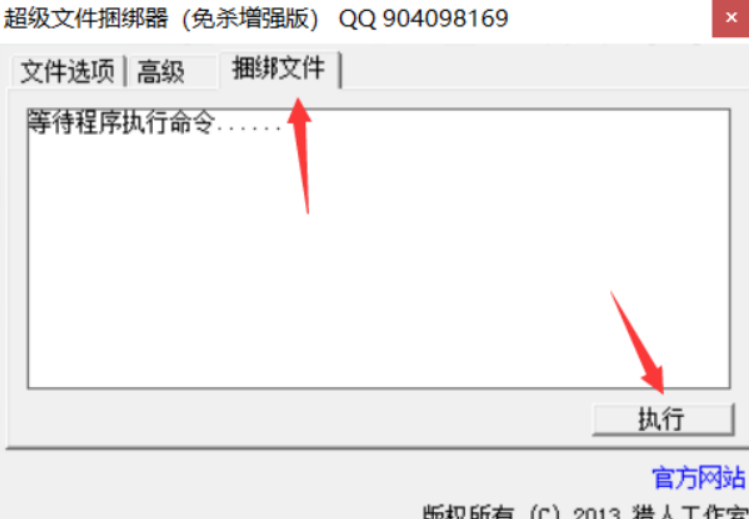 超级文件捆绑器（免杀增强版） QQ 904098169
文件选项 高级 捆绑文件
等待程序执行命令......
执行
官方网站
版权所有 (C) 2013 猎人工作室